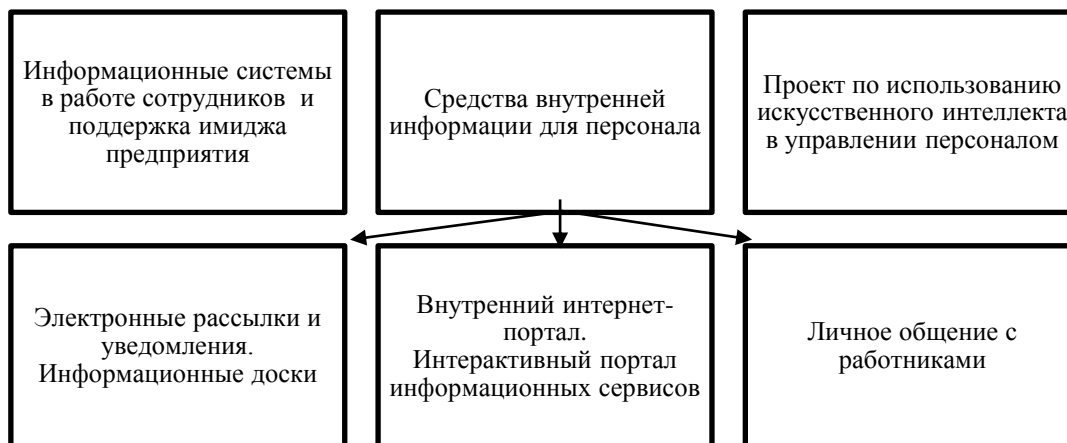 Информационные системы
в работе сотрудников и
поддержка имиджа
предприятия
Средства внутренней
информации для персонала
Проект по использованию
искусственного интеллекта
в управлении персоналом
Электронные рассылки и
уведомления.
Информационные доски
Внутренний интернет-
портал.
Интерактивный портал
информационных сервисов
Личное общение с
работниками